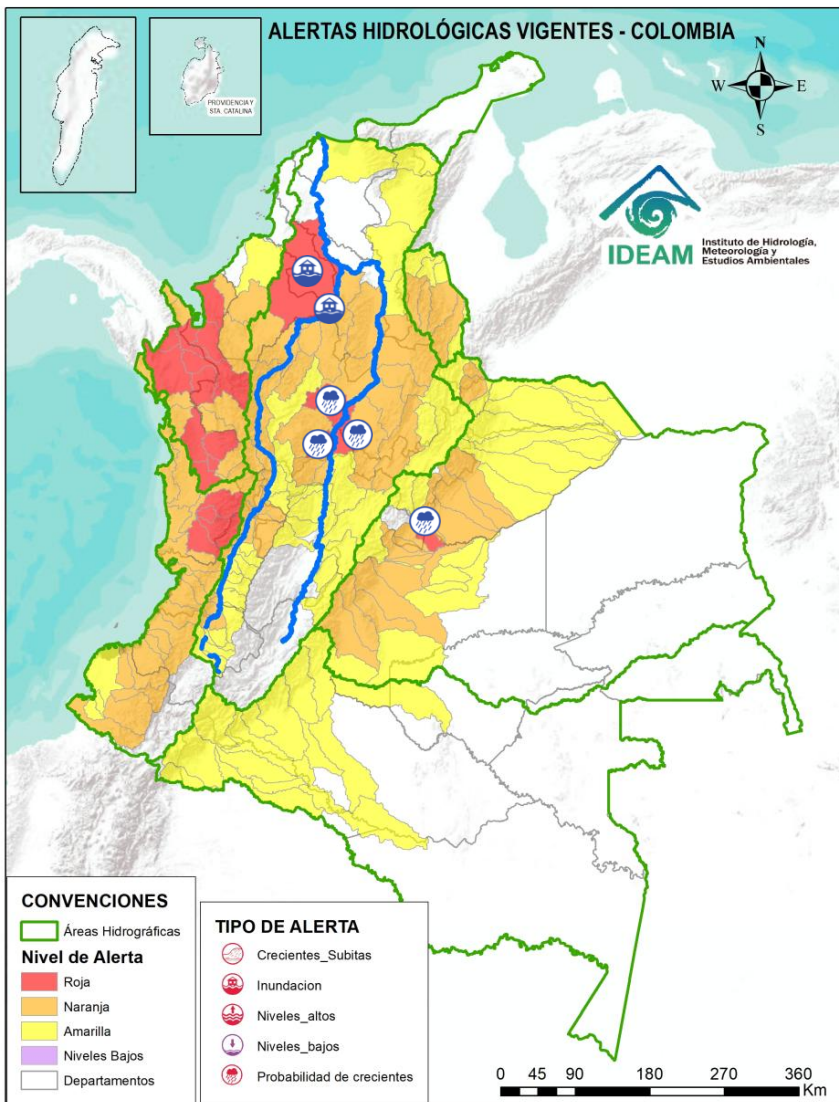 ALERTAS HIDROLÓGICAS VIGENTES - COLOMBIA
PROVIDENCIA Y
STA. CATALINA
N
W
E
S
IDEAM
Instituto de Hidrología,
Meteorología y
Estudios Ambientales
CONVENCIONES
Áreas Hidrográficas
Nivel de Alerta
Roja
Naranja
Amarilla
Niveles Bajos
Departamentos
TIPO DE ALERTA
Crecientes_Subitas
Inundacion
Niveles_altos
Niveles_bajos
Probabilidad de crecientes
0 45 90 180 270 360
Km